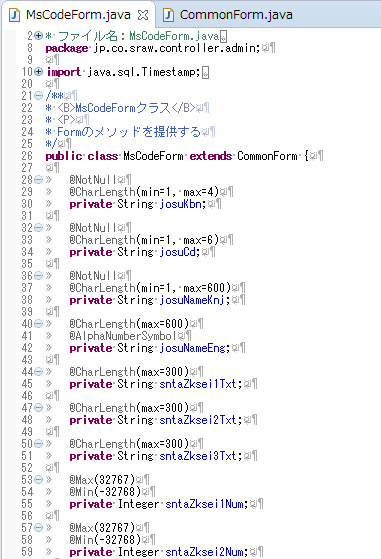 MsCodeForm.java CommonForm.java
2 * ファイル名：MsCodeForm.java
8 package jp.co.sraw.controller.admin;
9
10 import java.sql.Timestamp;
20
21 /**
22 * <B>MsCodeFormクラス</B>
23 * <P>
24 * Formのメソッドを提供する
25 */
26 public class MsCodeForm extends CommonForm {
27
28 @NotNull
29 @CharLength(min=1, max=4)
30 private String josuKbn;
31
32 @NotNull
33 @CharLength(min=1, max=6)
34 private String josuCd;
35
36 @NotNull
37 @CharLength(min=1, max=600)
38 private String josuNameKnj;
39
40 @CharLength(max=600)
41 @AlphaNumberSymbol
42 private String josuNameEng;
43
44 @CharLength(max=300)
45 private String sntaZksei1Txt;
46
47 @CharLength(max=300)
48 private String sntaZksei2Txt;
49
50 @CharLength(max=300)
51 private String sntaZksei3Txt;
52
53 @Max(32767)
54 @Min(-32768)
55 private Integer sntaZksei1Num;
56
57 @Max(32767)
58 @Min(-32768)
59 private Integer sntaZksei2Num;